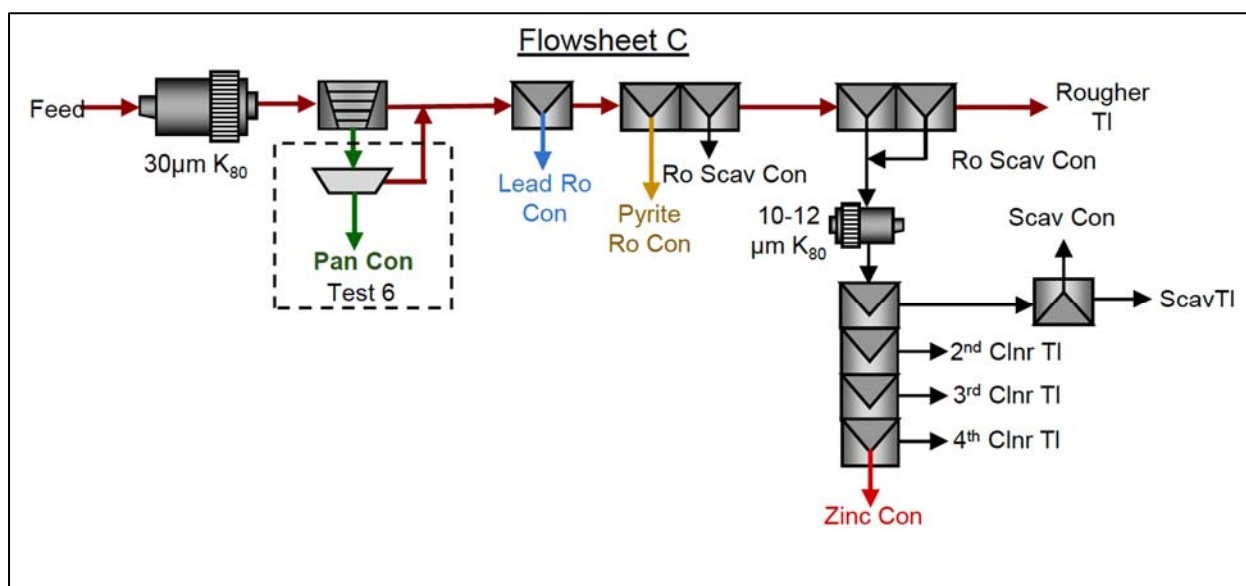 Flowsheet C
Feed
30µm K80
Pan Con
Test 6
Lead Ro
Con
Pyrite
Ro Con
Ro Scav Con
Rougher
Tl
Ro Scav Con
10-12
µm K80
Scav Con
ScavTl
2nd Clnr Tl
3rd Clnr Tl
4th Clnr Tl
Zinc Con